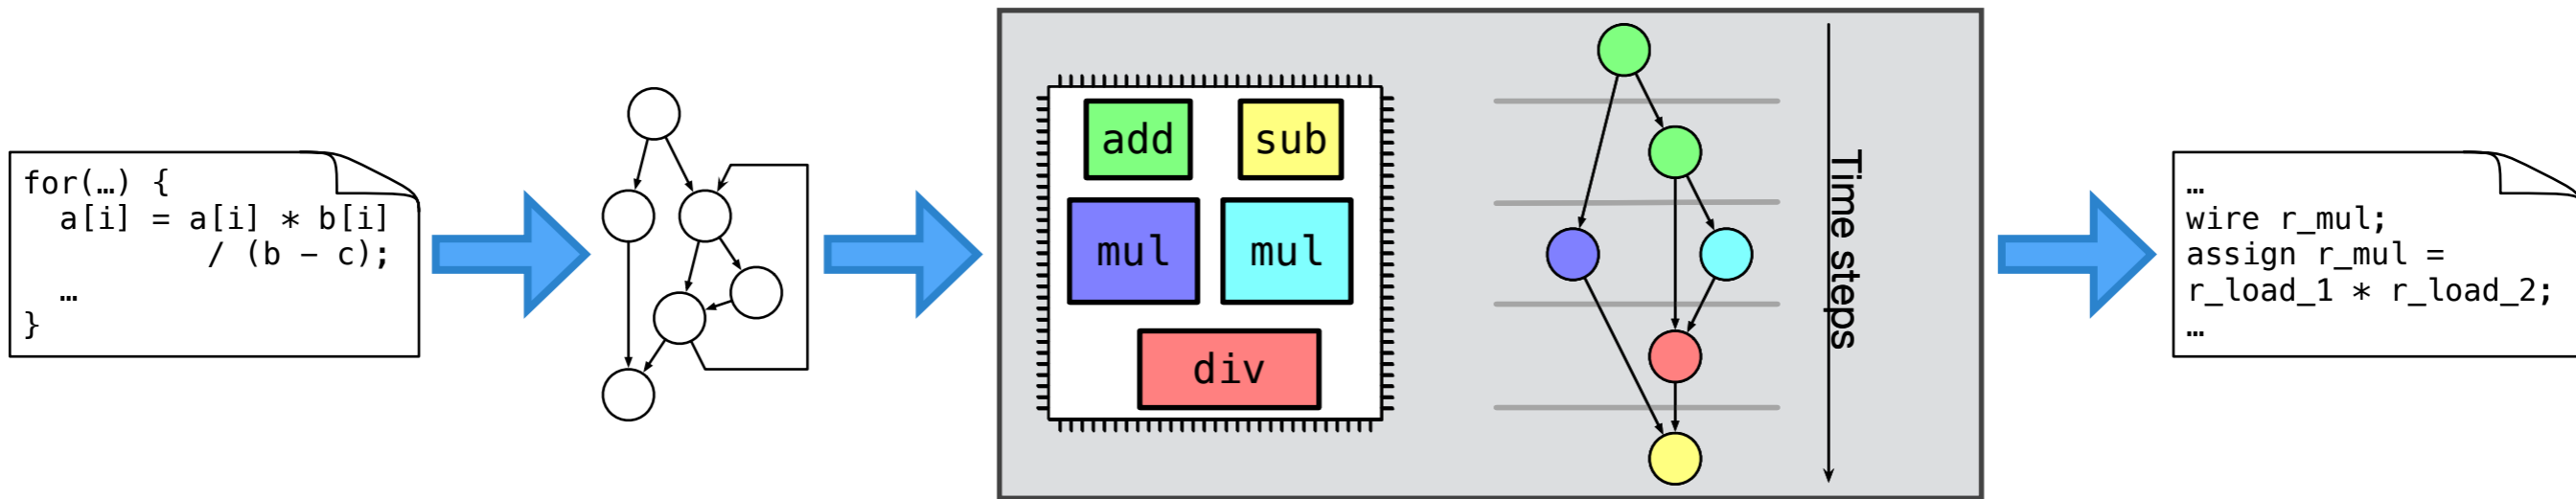 for(…) {
  a[i] = a[i] * b[i]
           / (b − c);
  …
}
add
sub
mul
mul
div
Time steps
…
wire r_mul;
assign r_mul =
r_load_1 * r_load_2;
…